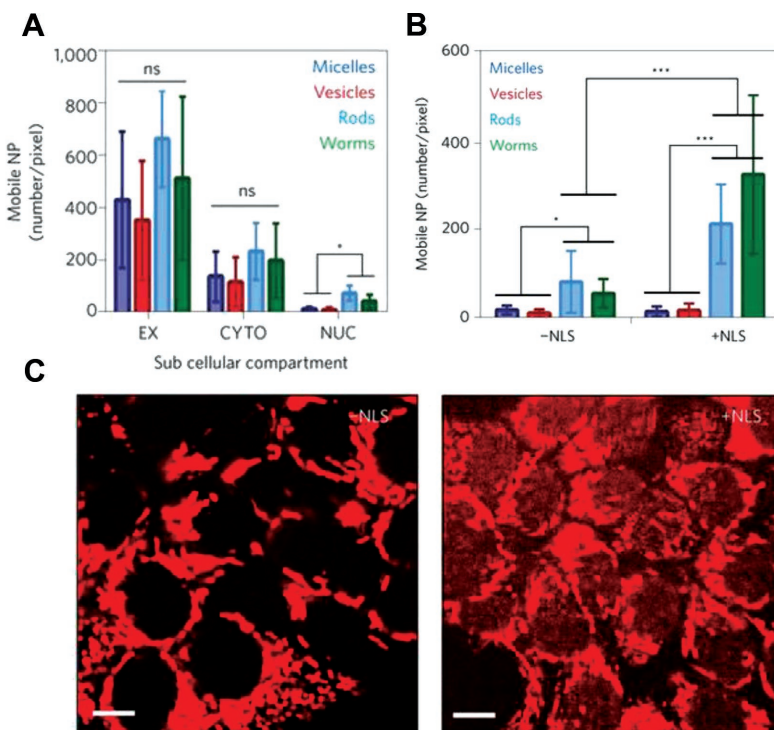 A
1,000
800
600
400
200
0
Mobile NP
(number/pixel)
ns
ns
*
Micelles
Vesicles
Rods
Worms
EX
CYTO
NUC
Sub cellular compartment
B
600
400
200
0
Mobile NP (number/pixel)
Micelles
Vesicles
Rods
Worms
*
***
***
−NLS
+NLS
C
−NLS
+NLS